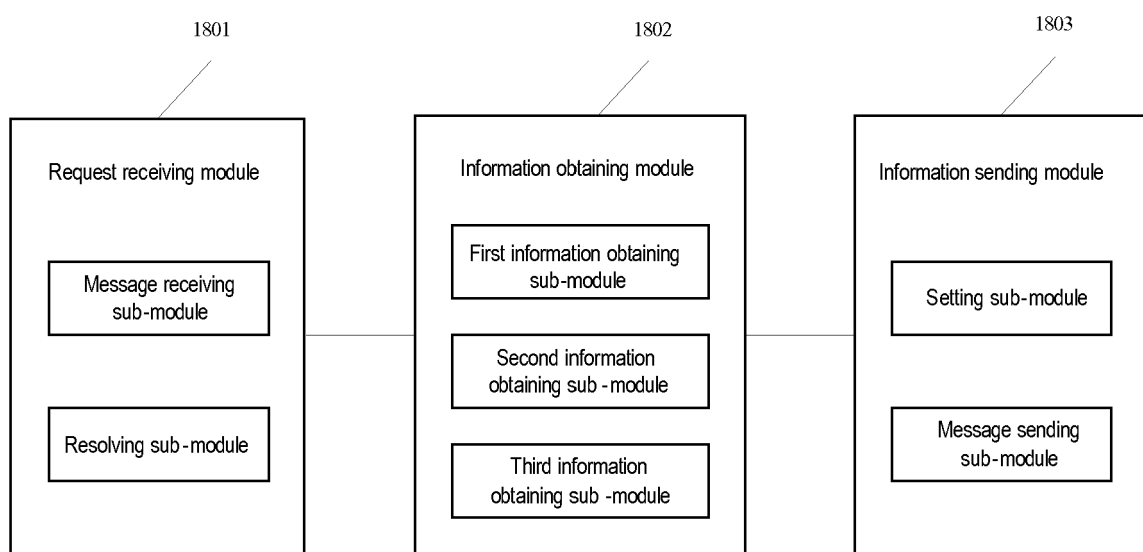 1801
1802
1803
Request receiving module
Message receiving
sub-module
Resolving sub-module
Information obtaining module
First information obtaining
sub-module
Second information
obtaining sub-module
Third information
obtaining sub-module
Information sending module
Setting sub-module
Message sending
sub-module